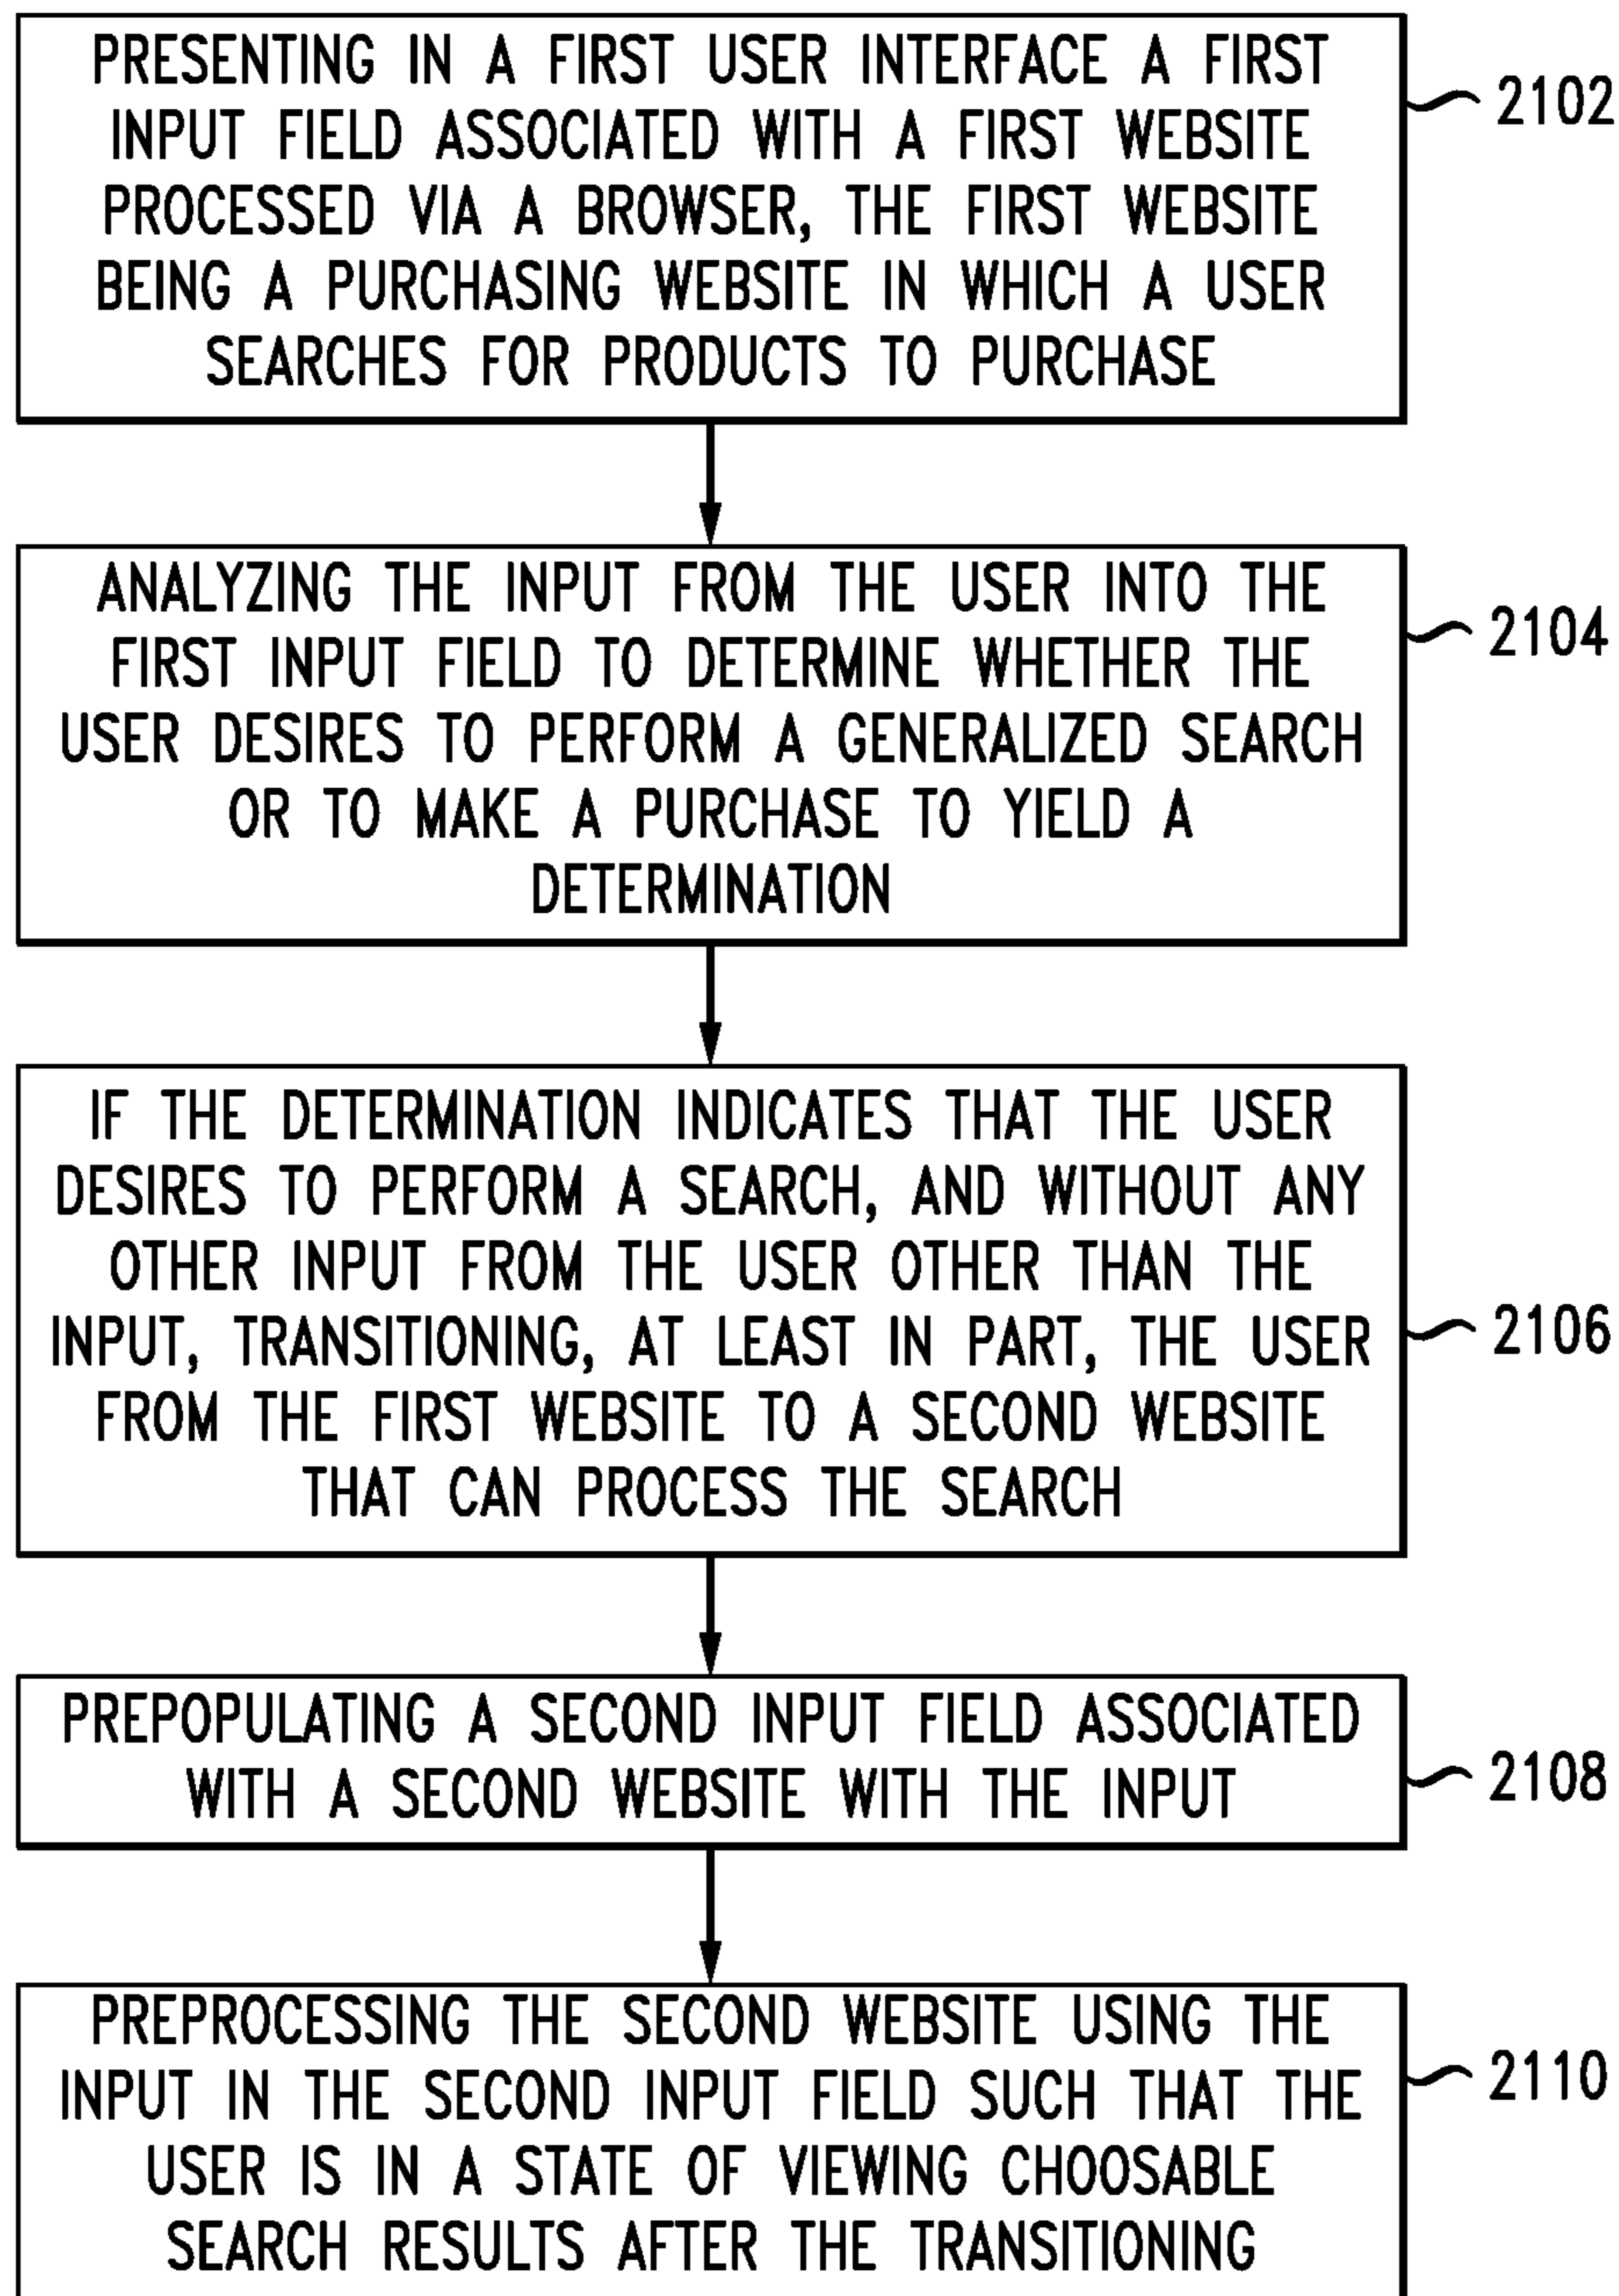 PRESENTING IN A FIRST USER INTERFACE A FIRST
INPUT FIELD ASSOCIATED WITH A FIRST WEBSITE
PROCESSED VIA A BROWSER, THE FIRST WEBSITE
BEING A PURCHASING WEBSITE IN WHICH A USER
SEARCHES FOR PRODUCTS TO PURCHASE
2102
ANALYZING THE INPUT FROM THE USER INTO THE
FIRST INPUT FIELD TO DETERMINE WHETHER THE
USER DESIRES TO PERFORM A GENERALIZED SEARCH
OR TO MAKE A PURCHASE TO YIELD A
DETERMINATION
2104
IF THE DETERMINATION INDICATES THAT THE USER
DESIRES TO PERFORM A SEARCH, AND WITHOUT ANY
OTHER INPUT FROM THE USER OTHER THAN THE
INPUT, TRANSITIONING, AT LEAST IN PART, THE USER
FROM THE FIRST WEBSITE TO A SECOND WEBSITE
THAT CAN PROCESS THE SEARCH
2106
PREPOPULATING A SECOND INPUT FIELD ASSOCIATED
WITH A SECOND WEBSITE WITH THE INPUT
2108
PREPROCESSING THE SECOND WEBSITE USING THE
INPUT IN THE SECOND INPUT FIELD SUCH THAT THE
USER IS IN A STATE OF VIEWING CHOOSABLE
SEARCH RESULTS AFTER THE TRANSITIONING
2110